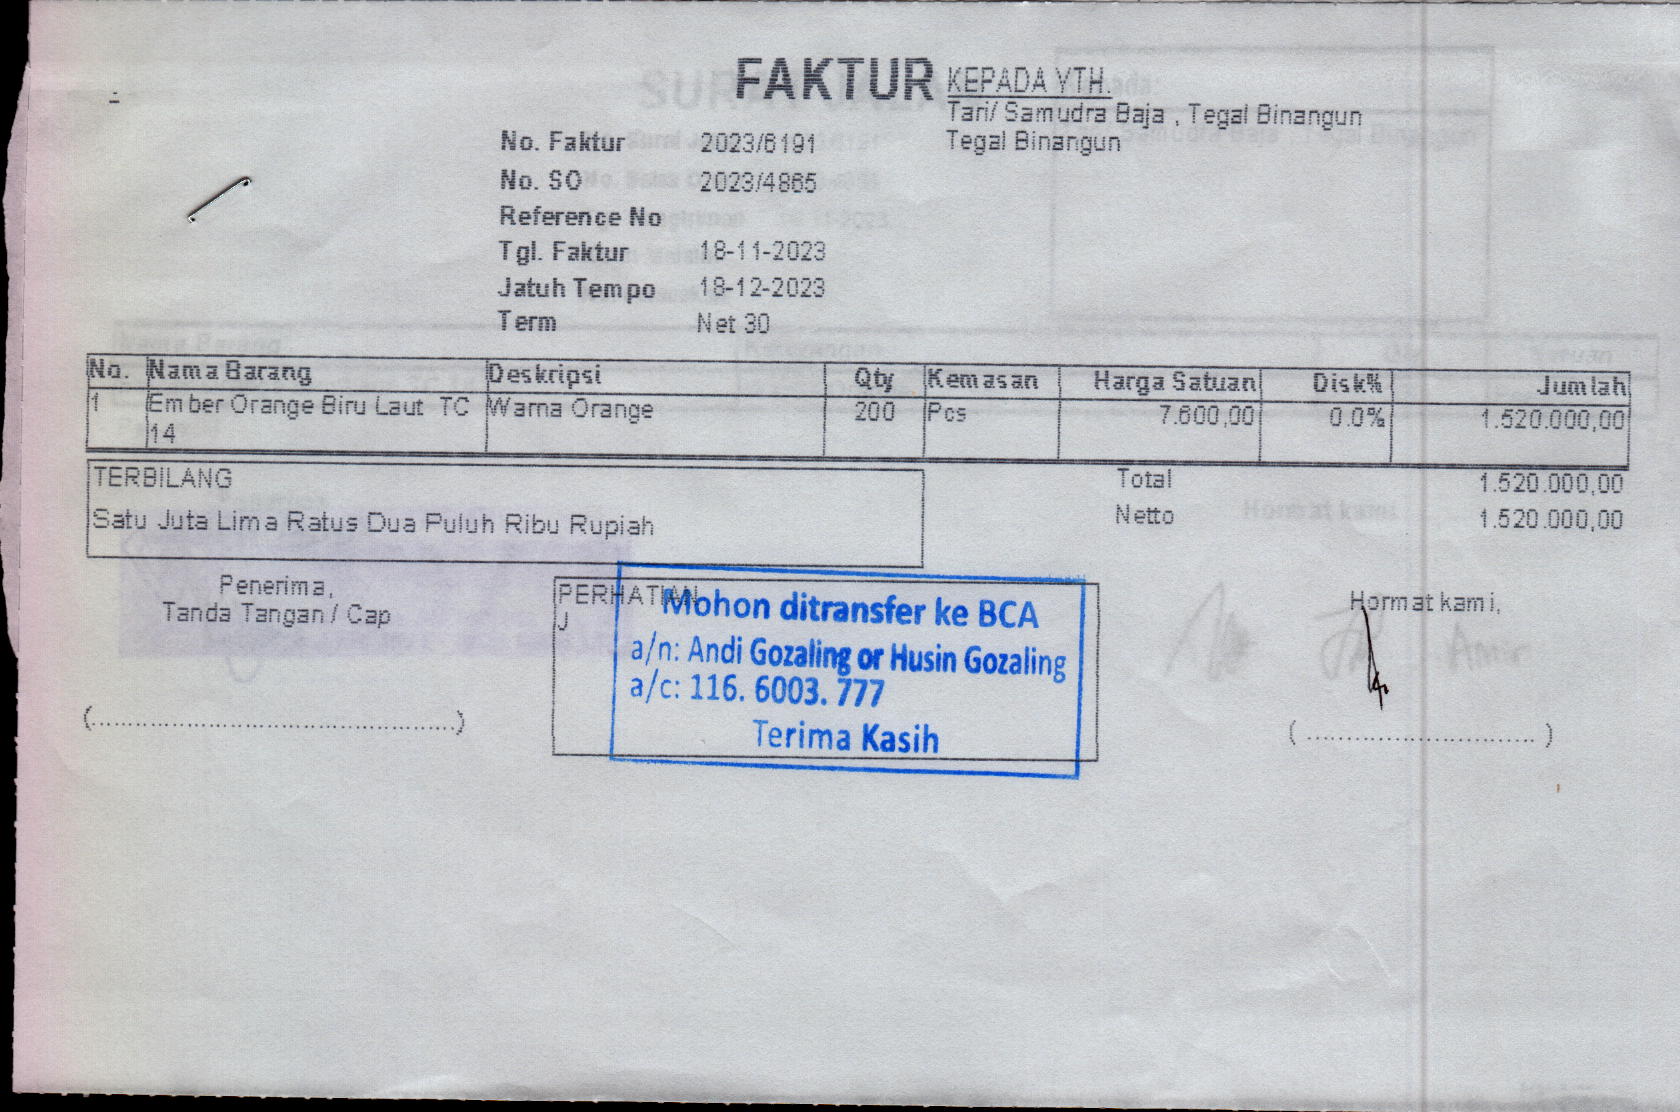 FAKTUR
KEPADA YTH.
Tari/ Samudra Baja , Tegal Binangun
Tegal Binangun
No. Faktur 2023/6191
No. SO 2023/4865
Reference No
Tgl. Faktur 18-11-2023
Jatuh Tempo 18-12-2023
Term Net 30
No. Nama Barang Deskripsi Qty Kemasan Harga Satuan Disk% Jumlah
1 Ember Orange Biru Laut TC Warna Orange 200 Pcs 7.600,00 0.0% 1.520.000,00
14
TERBILANG
Satu Juta Lima Ratus Dua Puluh Ribu Rupiah
Total 1.520.000,00
Netto 1.520.000,00
Penerima,
Tanda Tangan / Cap
(........................................................)
PERHATIAN
J
Mohon ditransfer ke BCA
a/n: Andi Gozaling or Husin Gozaling
a/c: 116. 6003. 777
Terima Kasih
Hormat kami,
( ................................... )